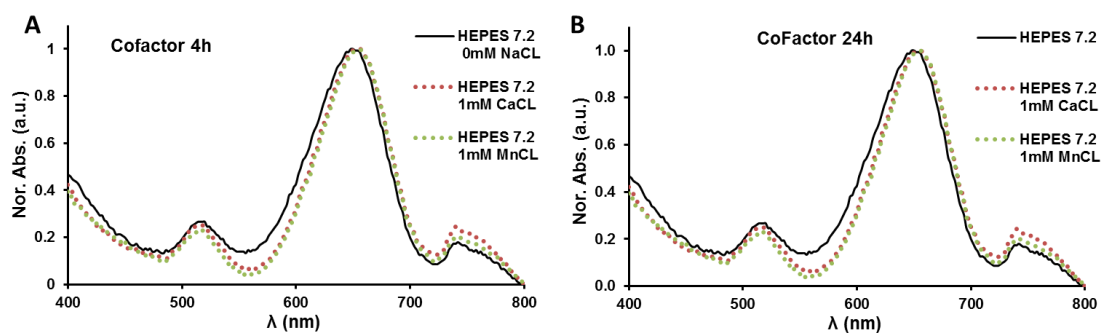 A
Cofactor 4h
HEPES 7.2
0mM NaCL
HEPES 7.2
1mM CaCL
HEPES 7.2
1mM MnCL
Nor. Abs. (a.u.)
1
0.8
0.6
0.4
0.2
0
400
500
600
700
800
λ (nm)
B
CoFactor 24h
HEPES 7.2
HEPES 7.2
1mM CaCL
HEPES 7.2
1mM MnCL
Nor. Abs. (a.u.)
1.0
0.8
0.6
0.4
0.2
0.0
400
500
600
700
800
λ (nm)